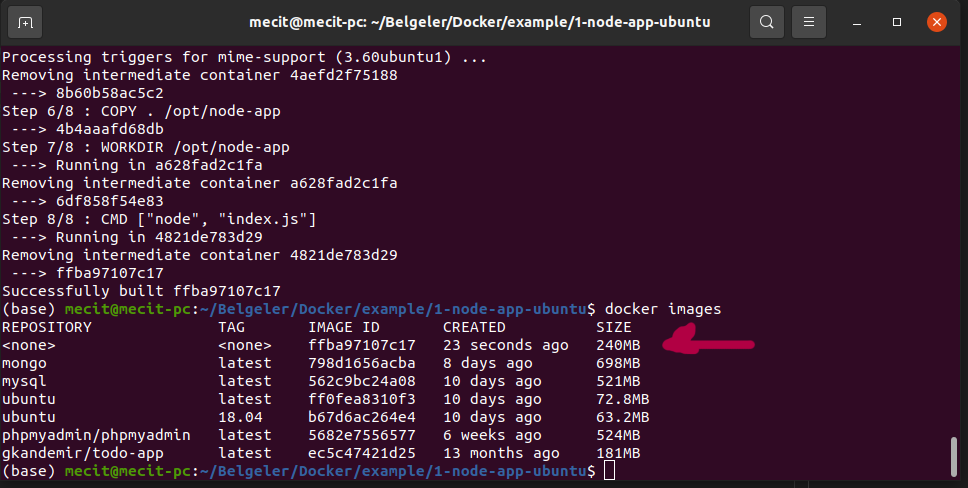 mecit@mecit-pc: ~/Belgeler/Docker/example/1-node-app-ubuntu
Processing triggers for mime-support (3.60ubuntu1) ...
Removing intermediate container 4aefd2f75188
 ---> 8b60b58ac5c2
Step 6/8 : COPY . /opt/node-app
 ---> 4b4aaafd68db
Step 7/8 : WORKDIR /opt/node-app
 ---> Running in a628fad2c1fa
Removing intermediate container a628fad2c1fa
 ---> 6df858f54e83
Step 8/8 : CMD ["node", "index.js"]
 ---> Running in 4821de783d29
Removing intermediate container 4821de783d29
 ---> ffba97107c17
Successfully built ffba97107c17
(base) mecit@mecit-pc:~/Belgeler/Docker/example/1-node-app-ubuntu$ docker images
REPOSITORY TAG IMAGE ID CREATED SIZE
<none> <none> ffba97107c17 23 seconds ago 240MB
mongo latest 798d1656acba 8 days ago 698MB
mysql latest 562c9bc24a08 10 days ago 521MB
ubuntu latest ff0fea8310f3 10 days ago 72.8MB
ubuntu 18.04 b67d6ac264e4 10 days ago 63.2MB
phpmyadmin/phpmyadmin latest 5682e7556577 6 weeks ago 524MB
gkandemir/todo-app latest ec5c47421d25 13 months ago 181MB
(base) mecit@mecit-pc:~/Belgeler/Docker/example/1-node-app-ubuntu$